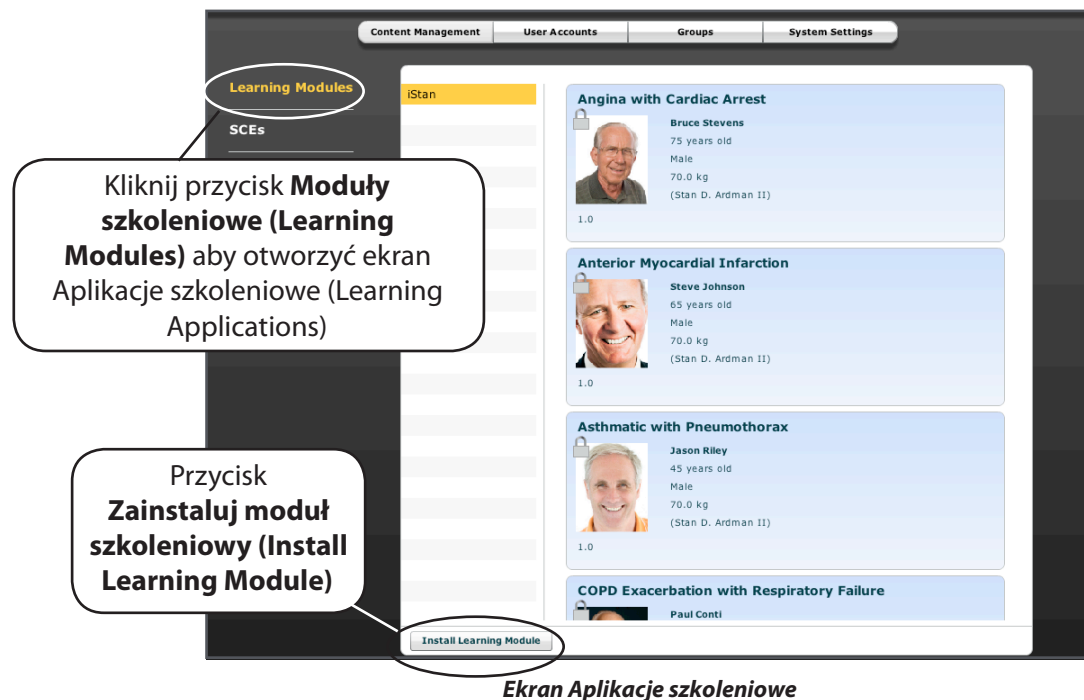 Content Management
User Accounts
Groups
System Settings
Learning Modules
SCEs
Kliknij przycisk Moduły
szkoleniowe (Learning
Modules) aby otworzyć ekran
Aplikacje szkoleniowe (Learning
Applications)
Przycisk
Zainstaluj moduł
szkoleniowy (Install
Learning Module)
iStan
Angina with Cardiac Arrest
Bruce Stevens
75 years old
Male
70.0 kg
(Stan D. Ardman II)
1.0
Anterior Myocardial Infarction
Steve Johnson
65 years old
Male
70.0 kg
(Stan D. Ardman II)
1.0
Asthmatic with Pneumothorax
Jason Riley
45 years old
Male
70.0 kg
(Stan D. Ardman II)
1.0
COPD Exacerbation with Respiratory Failure
Paul Conti
Install Learning Module
Ekran Aplikacje szkoleniowe